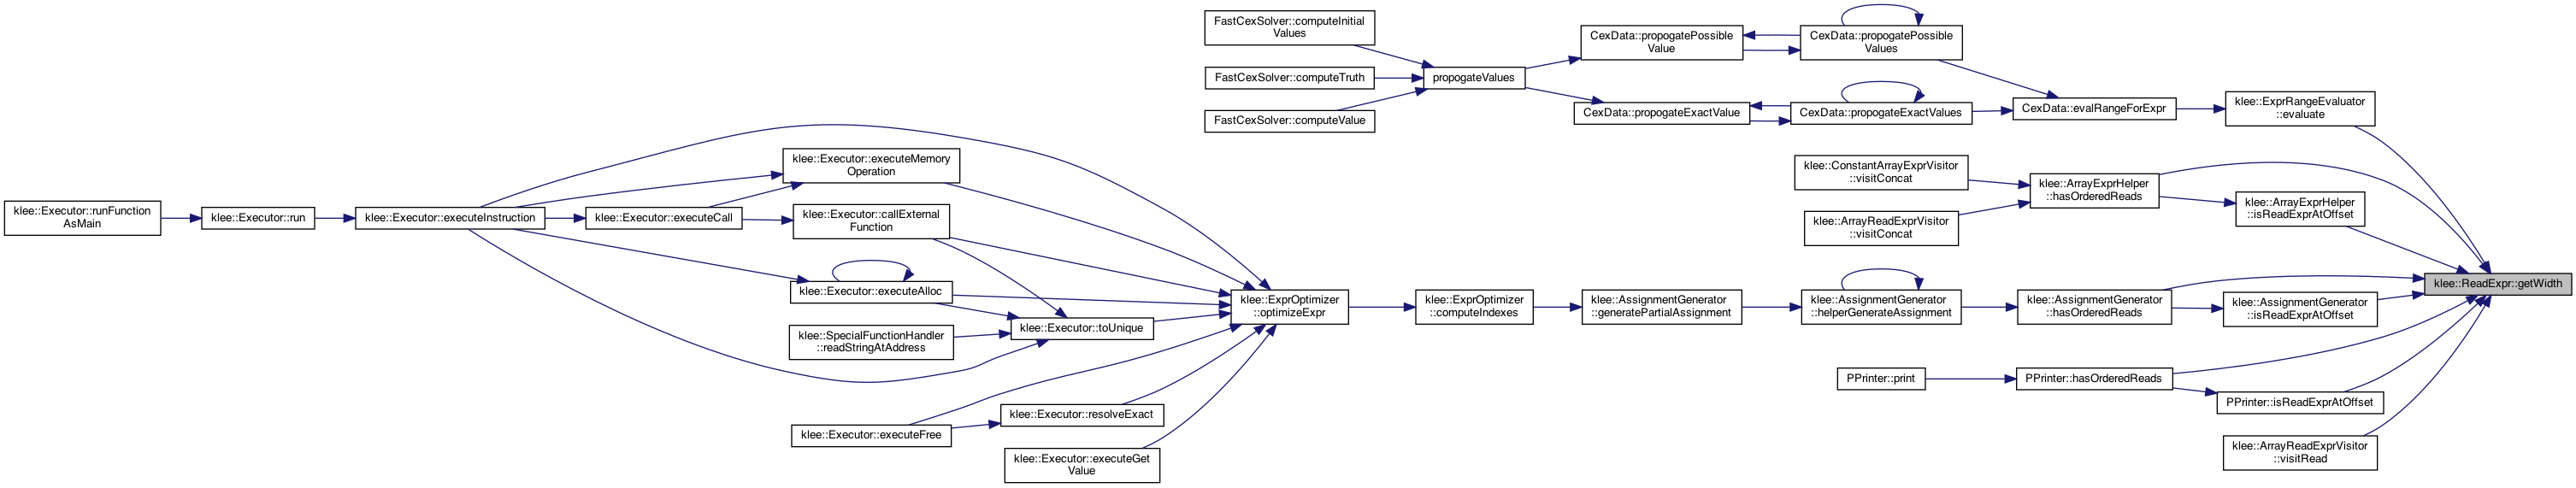 FastCexSolver::computeInitial
Values
FastCexSolver::computeTruth
FastCexSolver::computeValue
propogateValues
CexData::propogatePossible
Value
CexData::propogateExactValue
CexData::propogatePossible
Values
CexData::propogateExactValues
CexData::evalRangeForExpr
klee::ExprRangeEvaluator
::evaluate
klee::ConstantArrayExprVisitor
::visitConcat
klee::ArrayReadExprVisitor
::visitConcat
klee::ArrayExprHelper
::hasOrderedReads
klee::ArrayExprHelper
::isReadExprAtOffset
klee::ReadExpr::getWidth
klee::Executor::runFunction
AsMain
klee::Executor::run
klee::Executor::executeInstruction
klee::Executor::executeCall
klee::Executor::executeMemory
Operation
klee::Executor::callExternal
Function
klee::Executor::executeAlloc
klee::SpecialFunctionHandler
::readStringAtAddress
klee::Executor::toUnique
klee::Executor::executeFree
klee::Executor::resolveExact
klee::Executor::executeGet
Value
klee::ExprOptimizer
::optimizeExpr
klee::ExprOptimizer
::computeIndexes
klee::AssignmentGenerator
::generatePartialAssignment
klee::AssignmentGenerator
::helperGenerateAssignment
klee::AssignmentGenerator
::hasOrderedReads
klee::AssignmentGenerator
::isReadExprAtOffset
PPrinter::print
PPrinter::hasOrderedReads
PPrinter::isReadExprAtOffset
klee::ArrayReadExprVisitor
::visitRead